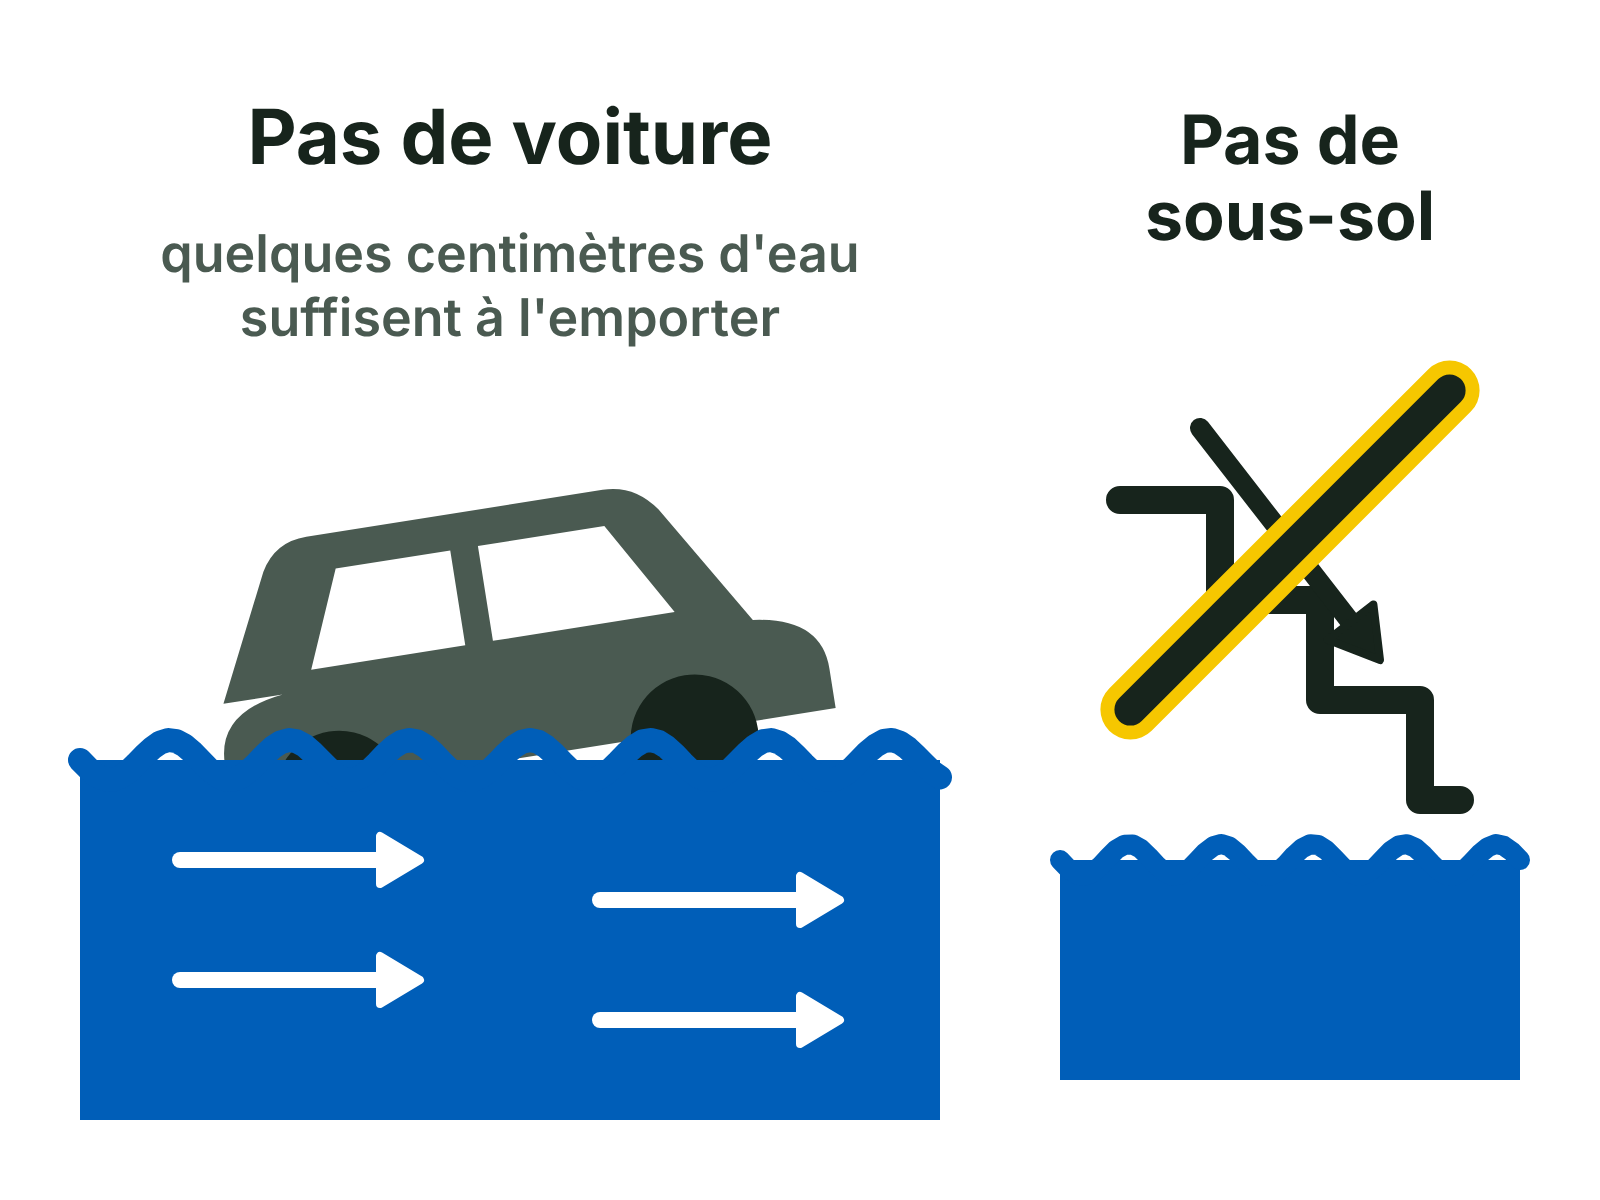 Pas de voiture
quelques centimètres d'eau
suffisent à l'emporter
Pas de
sous-sol